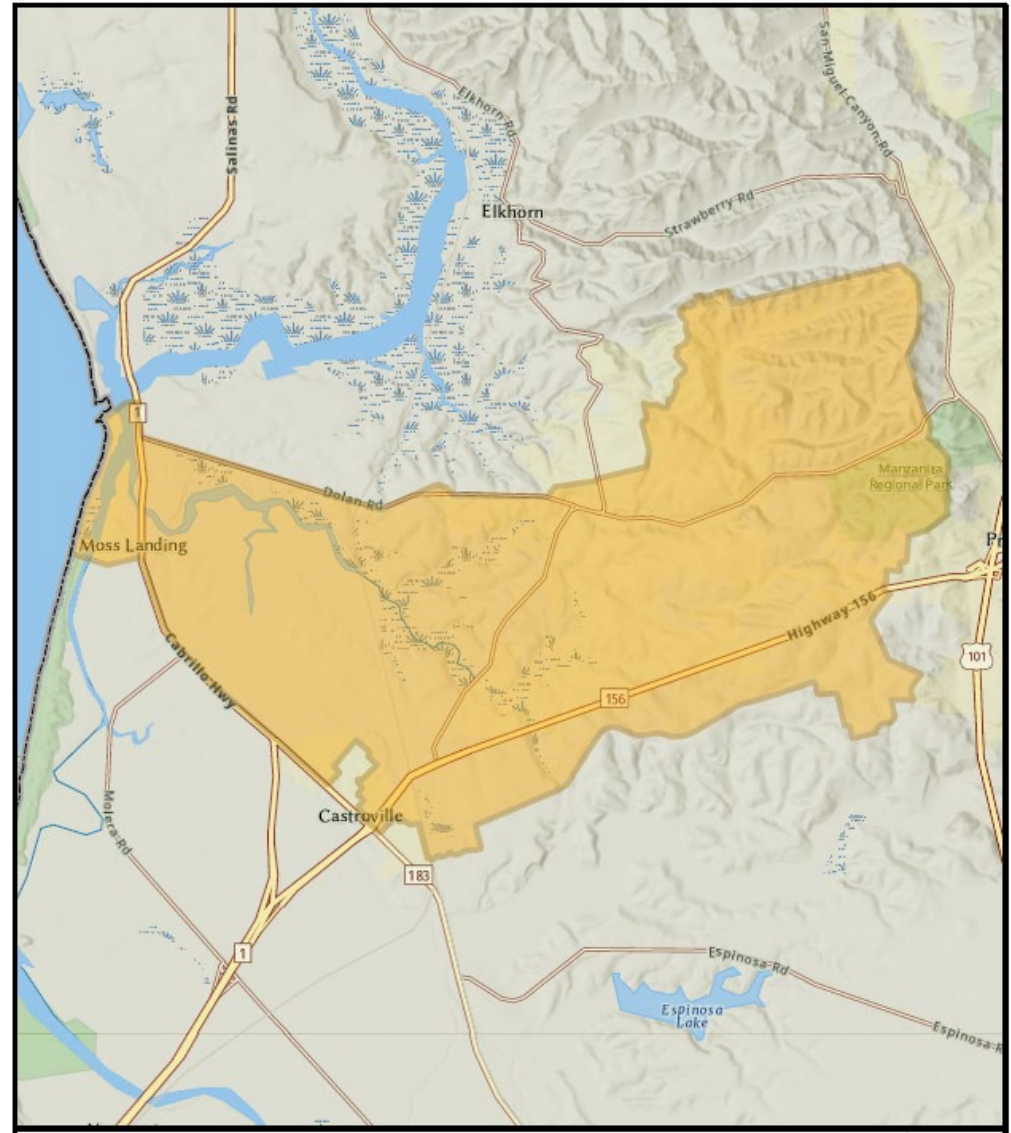 Salinas Rd
Elkhorn Rd
San Miguel Canyon Rd
Elkhorn
Strawberry Rd
1
Manzanita
Regional Park
Dolan Rd
Moss Landing
Highway 156
101
Cabrillo Hwy
156
Molera Rd
Castroville
183
1
Espinosa Rd
Espinosa
Lake
Espinosa R